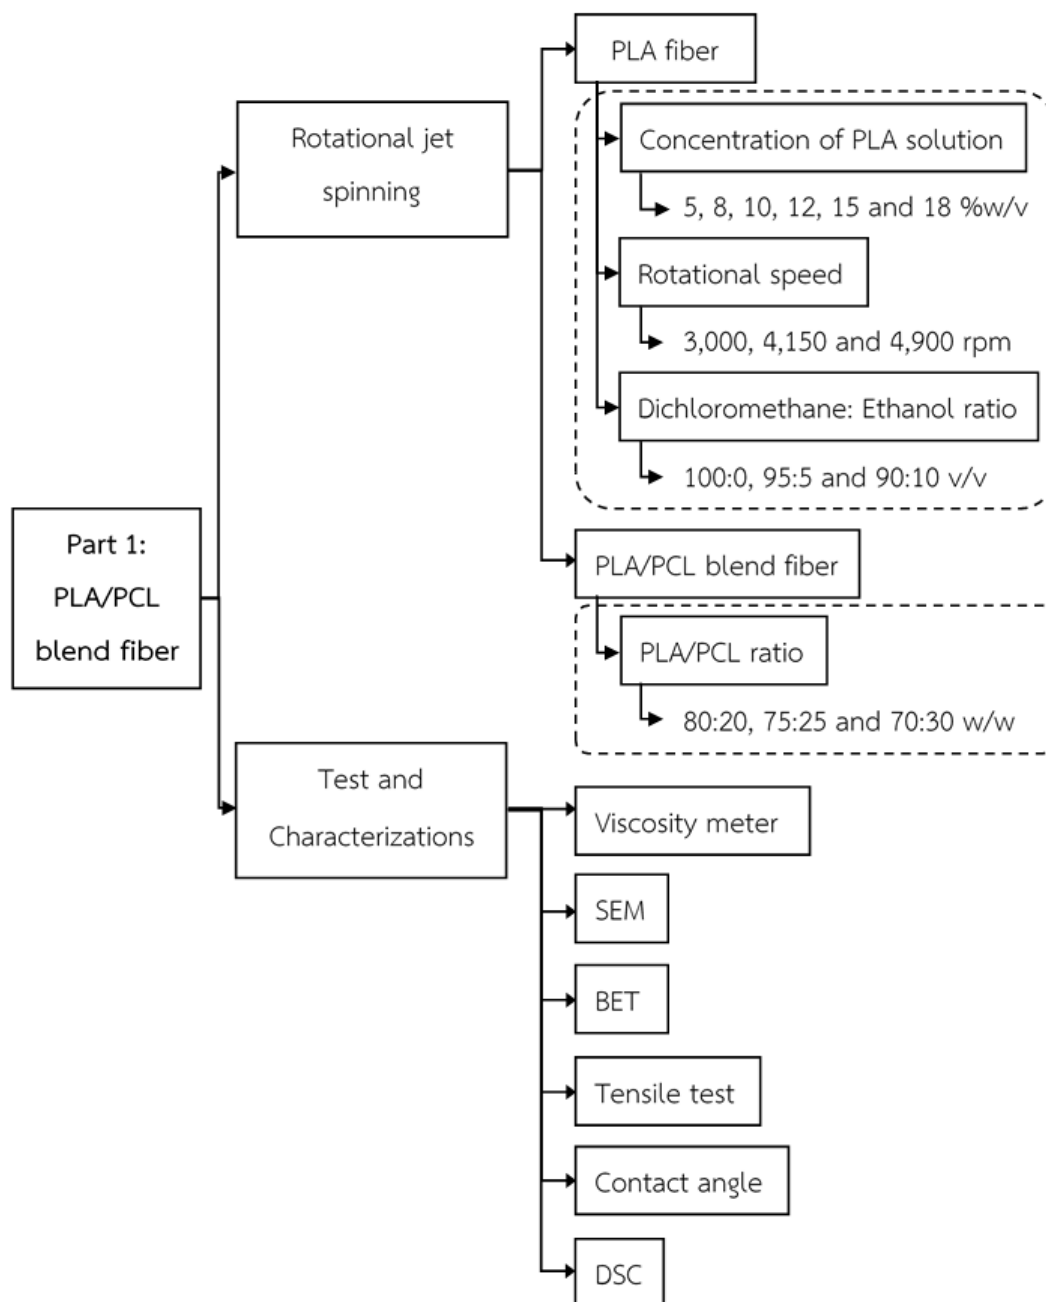 PLA fiber
Rotational jet
spinning
Concentration of PLA solution
5, 8, 10, 12, 15 and 18 %w/v
Rotational speed
3,000, 4,150 and 4,900 rpm
Dichloromethane: Ethanol ratio
100:0, 95:5 and 90:10 v/v
Part 1:
PLA/PCL
blend fiber
PLA/PCL blend fiber
PLA/PCL ratio
80:20, 75:25 and 70:30 w/w
Test and
Characterizations
Viscosity meter
SEM
BET
Tensile test
Contact angle
DSC